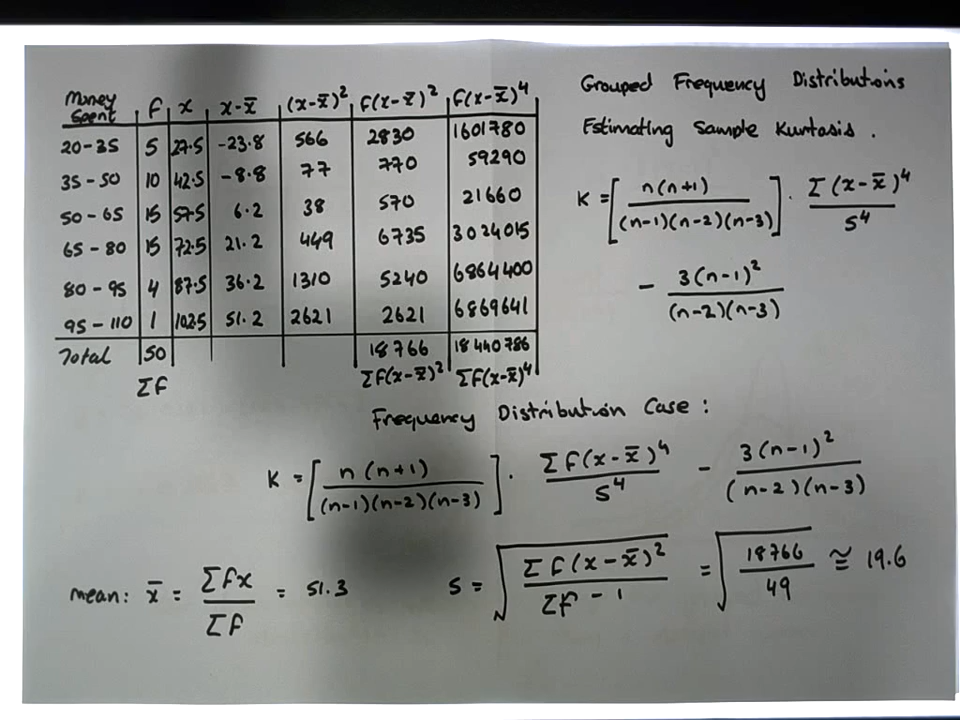 Grouped Frequency Distributions
Estimating Sample Kurtosis.
K = [n(n+1) / (n-1)(n-2)(n-3)] · Σ(x-x̄)⁴ / S⁴
- 3(n-1)² / (n-2)(n-3)
Money Spent | F | x | x-x̄ | (x-x̄)² | F(x-x̄)² | F(x-x̄)⁴
20-35 | 5 | 27.5 | -23.8 | 566 | 2830 | 1601780
35-50 | 10 | 42.5 | -8.8 | 77 | 770 | 59290
50-65 | 15 | 57.5 | 6.2 | 38 | 570 | 21660
65-80 | 15 | 72.5 | 21.2 | 449 | 6735 | 3024015
80-95 | 4 | 87.5 | 36.2 | 1310 | 5240 | 6864400
95-110 | 1 | 102.5 | 51.2 | 2621 | 2621 | 6869641
Total | 50 | 18766 | 18440786
ΣF ΣF(x-x̄)² ΣF(x-x̄)⁴
Frequency Distribution Case:
K = [n(n+1) / (n-1)(n-2)(n-3)] · ΣF(x-x̄)⁴ / S⁴ - 3(n-1)² / (n-2)(n-3)
mean: x̄ = ΣFx / ΣF = 51.3
S = √(ΣF(x-x̄)² / ΣF-1) = √(18766 / 49) ≅ 19.6